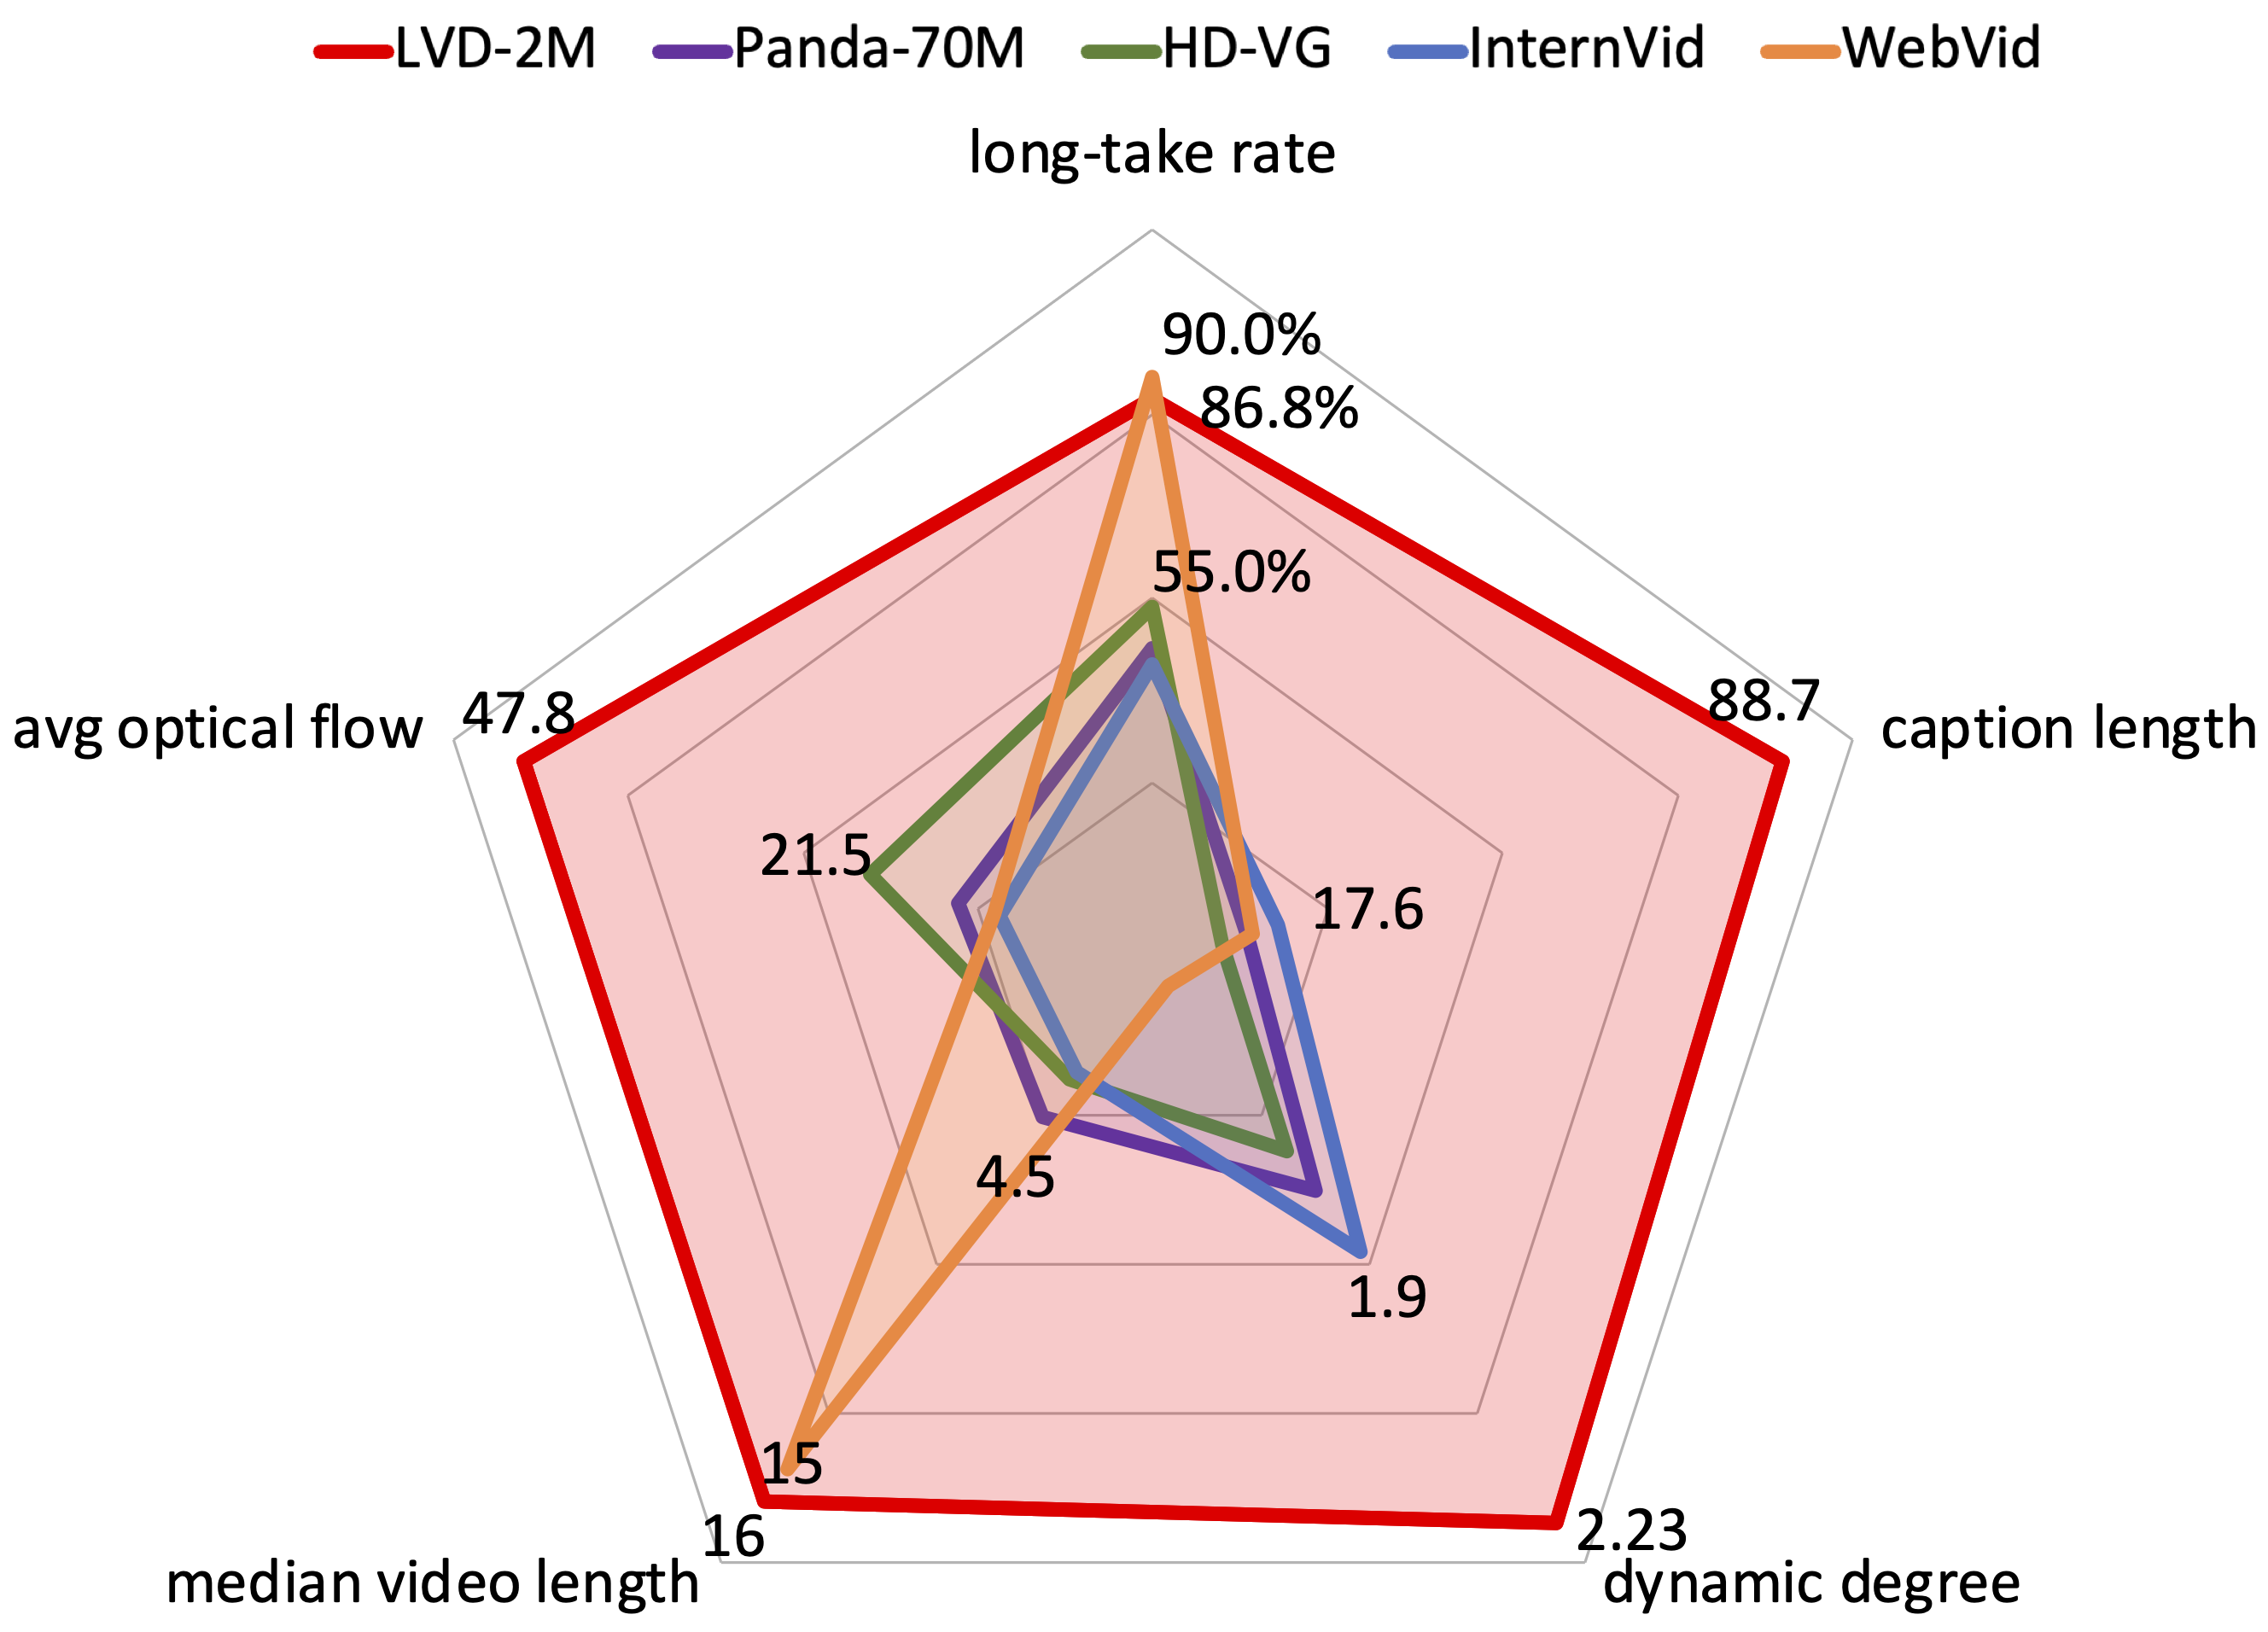 LVD-2M Panda-70M HD-VG InternVid WebVid
long-take rate
90.0%
86.8%
55.0%
47.8
88.7
avg optical flow
caption length
21.5
17.6
4.5
1.9
15
16
2.23
median video length
dynamic degree